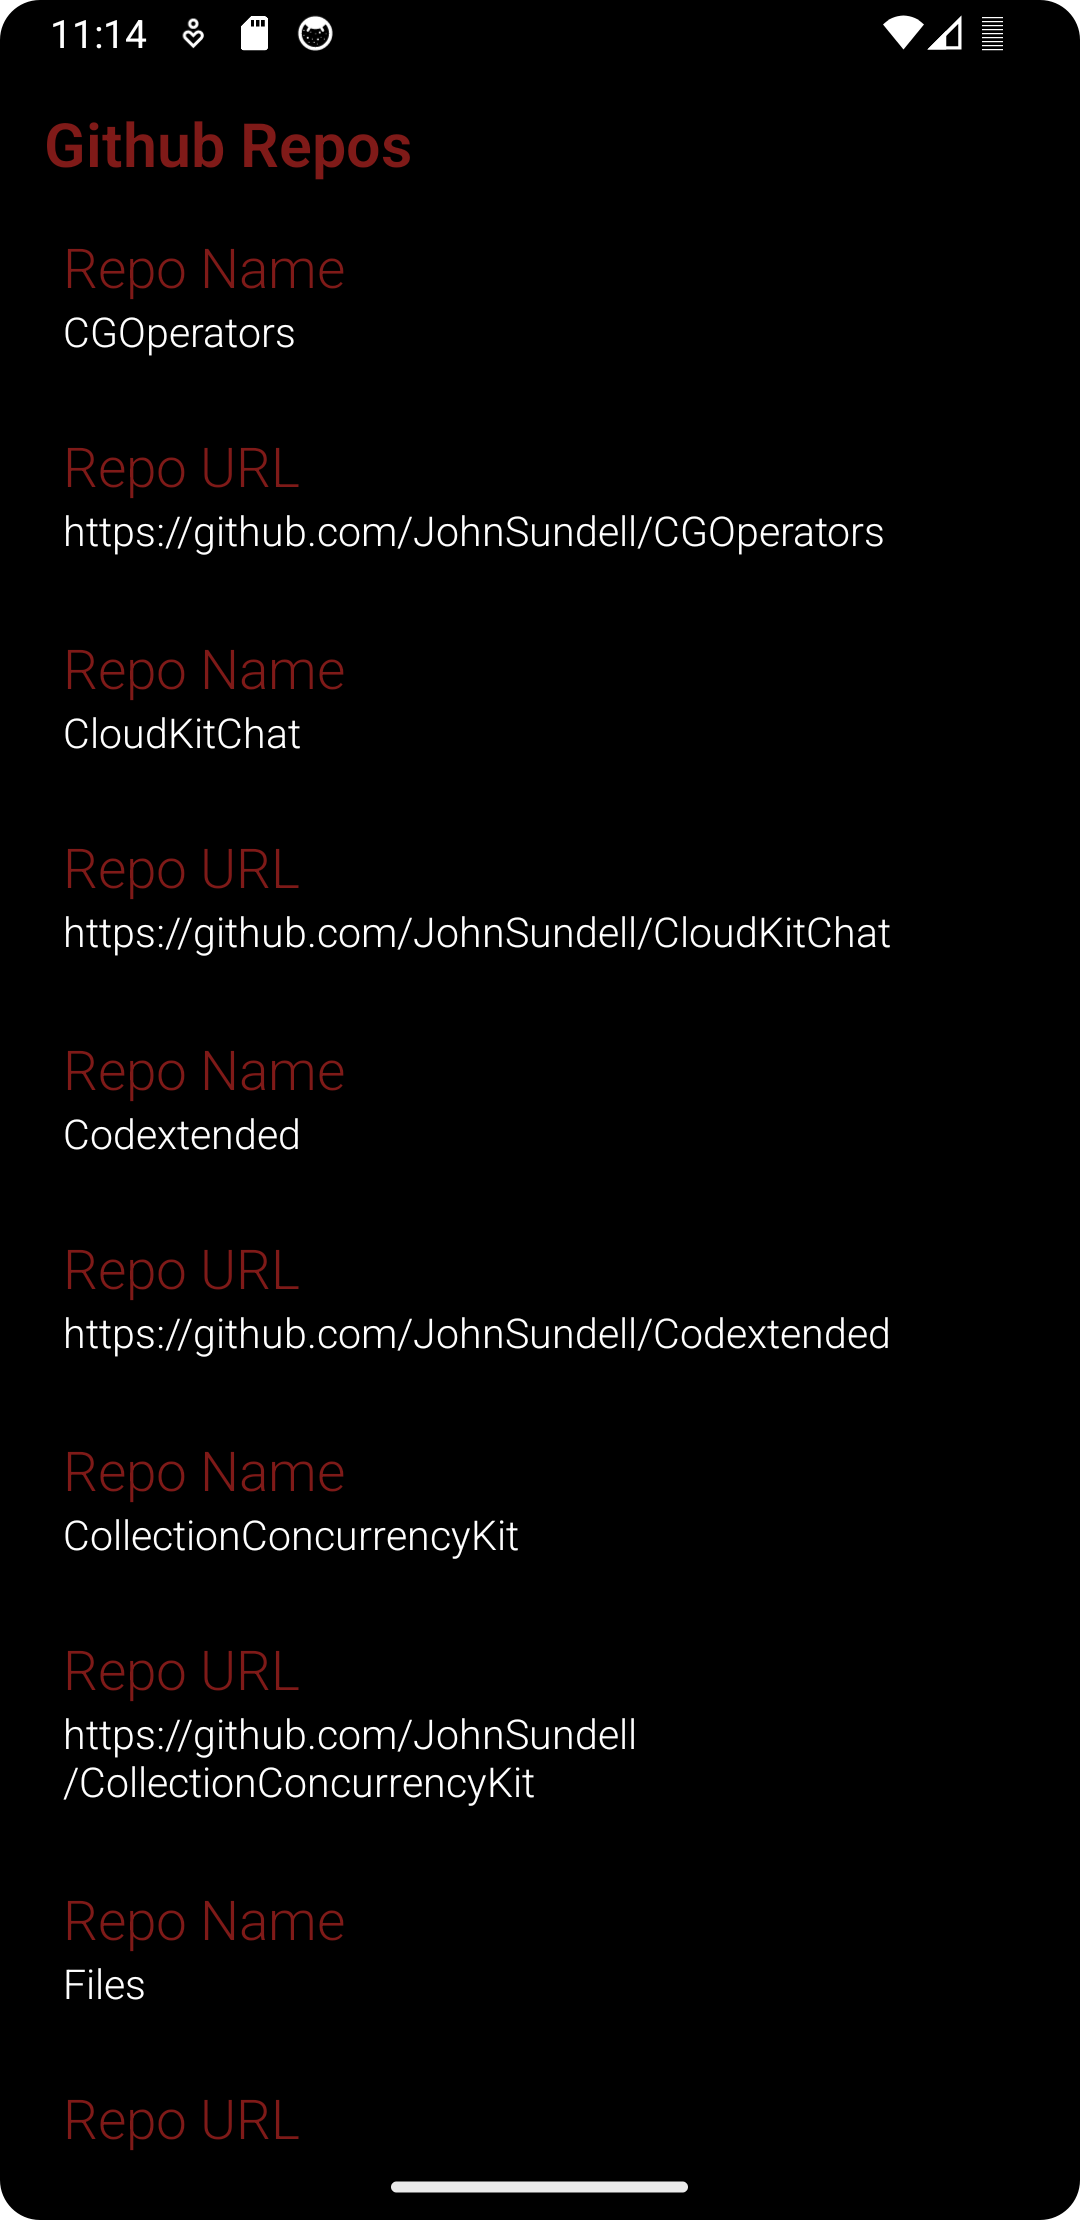 11:14
Github Repos
Repo Name
CGOperators
Repo URL
https://github.com/JohnSundell/CGOperators
Repo Name
CloudKitChat
Repo URL
https://github.com/JohnSundell/CloudKitChat
Repo Name
Codextended
Repo URL
https://github.com/JohnSundell/Codextended
Repo Name
CollectionConcurrencyKit
Repo URL
https://github.com/JohnSundell
/CollectionConcurrencyKit
Repo Name
Files
Repo URL